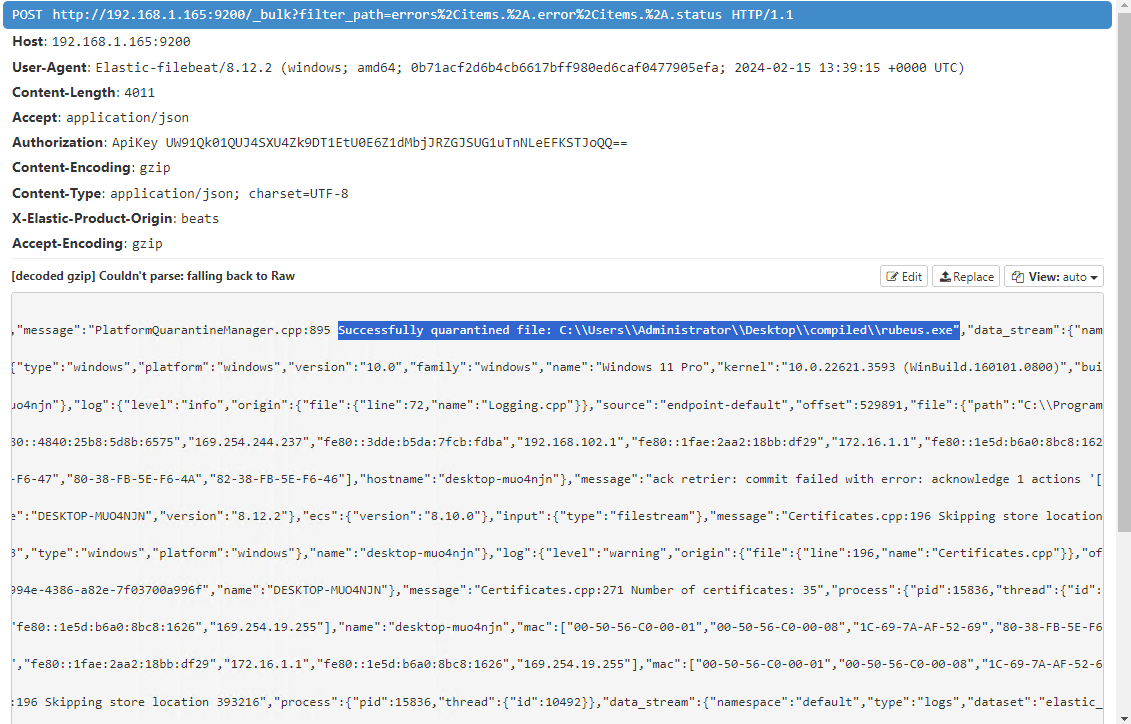 POST http://192.168.1.165:9200/_bulk?filter_path=errors%2Citems.%2A.error%2Citems.%2A.status HTTP/1.1
Host: 192.168.1.165:9200
User-Agent: Elastic-filebeat/8.12.2 (windows; amd64; 0b71acf2d6b4cb6617bff980ed6caf0477905efa; 2024-02-15 13:39:15 +0000 UTC)
Content-Length: 4011
Accept: application/json
Authorization: ApiKey UW91Qk01QUJ4SXU4Zk9DT1EtU0E6Z1dMbjJRZGJSUG1uTnNLeEFKSTJoQQ==
Content-Encoding: gzip
Content-Type: application/json; charset=UTF-8
X-Elastic-Product-Origin: beats
Accept-Encoding: gzip
[decoded gzip] Couldn't parse: falling back to Raw
Edit Replace View: auto
,"message":"PlatformQuarantineManager.cpp:895 Successfully quarantined file: C:\\Users\\Administrator\\Desktop\\compiled\\rubeus.exe","data_stream":{"nam
{"type":"windows","platform":"windows","version":"10.0","family":"windows","name":"Windows 11 Pro","kernel":"10.0.22621.3593 (WinBuild.160101.0800)","bui
uo4njn"},"log":{"level":"info","origin":{"file":{"line":72,"name":"Logging.cpp"}},"source":"endpoint-default","offset":529891,"file":{"path":"C:\\Program
80::4840:25b8:5d8b:6575","169.254.244.237","fe80::3dde:b5da:7fcb:fdba","192.168.102.1","fe80::1fae:2aa2:18bb:df29","172.16.1.1","fe80::1e5d:b6a0:8bc8:162
-F6-47","80-38-FB-5E-F6-4A","82-38-FB-5E-F6-46"],"hostname":"desktop-muo4njn"},"message":"ack retrier: commit failed with error: acknowledge 1 actions '[
e":"DESKTOP-MUO4NJN","version":"8.12.2"},"ecs":{"version":"8.10.0"},"input":{"type":"filestream"},"message":"Certificates.cpp:196 Skipping store location
3","type":"windows","platform":"windows"},"name":"desktop-muo4njn"},"log":{"level":"warning","origin":{"file":{"line":196,"name":"Certificates.cpp"}},"of
994e-4386-a82e-7f03700a996f","name":"DESKTOP-MUO4NJN"},"message":"Certificates.cpp:271 Number of certificates: 35","process":{"pid":15836,"thread":{"id":
"fe80::1e5d:b6a0:8bc8:1626","169.254.19.255"],"name":"desktop-muo4njn","mac":["00-50-56-C0-00-01","00-50-56-C0-00-08","1C-69-7A-AF-52-69","80-38-FB-5E-F6
","fe80::1fae:2aa2:18bb:df29","172.16.1.1","fe80::1e5d:b6a0:8bc8:1626","169.254.19.255"],"mac":["00-50-56-C0-00-01","00-50-56-C0-00-08","1C-69-7A-AF-52-6
:196 Skipping store location 393216","process":{"pid":15836,"thread":{"id":10492}},"data_stream":{"namespace":"default","type":"logs","dataset":"elastic_